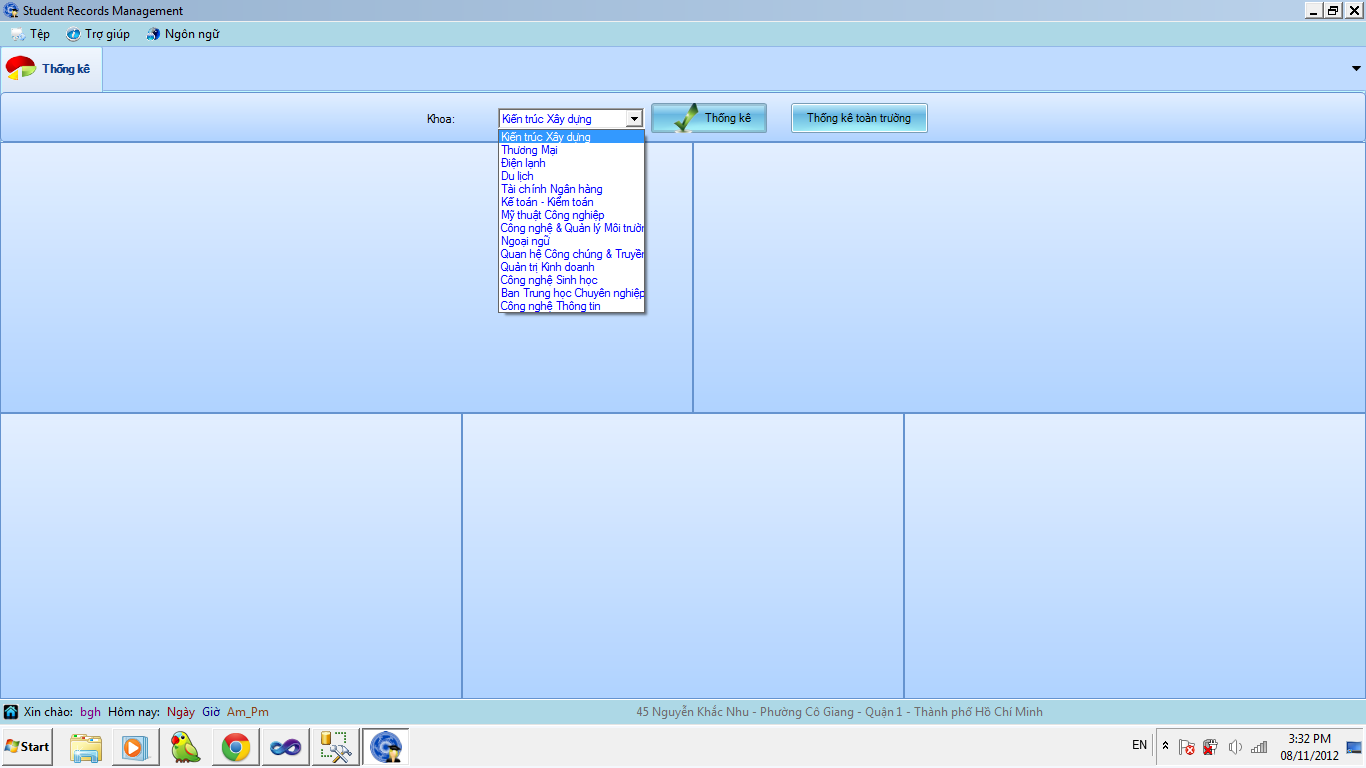 Student Records Management
Tệp Trợ giúp Ngôn ngữ
Thống kê
Khoa: Kiến trúc Xây dựng Thống kê Thống kê toàn trường
Kiến trúc Xây dựng
Thương Mại
Điện lạnh
Du lịch
Tài chính Ngân hàng
Kế toán - Kiểm toán
Mỹ thuật Công nghiệp
Công nghệ & Quản lý Môi trườn
Ngoại ngữ
Quan hệ Công chúng & Truyền
Quản trị Kinh doanh
Công nghệ Sinh học
Ban Trung học Chuyên nghiệp
Công nghệ Thông tin
Xin chào: bgh Hôm nay: Ngày Giờ Am_Pm 45 Nguyễn Khắc Nhu - Phường Cô Giang - Quận 1 - Thành phố Hồ Chí Minh
Start EN 3:32 PM
08/11/2012